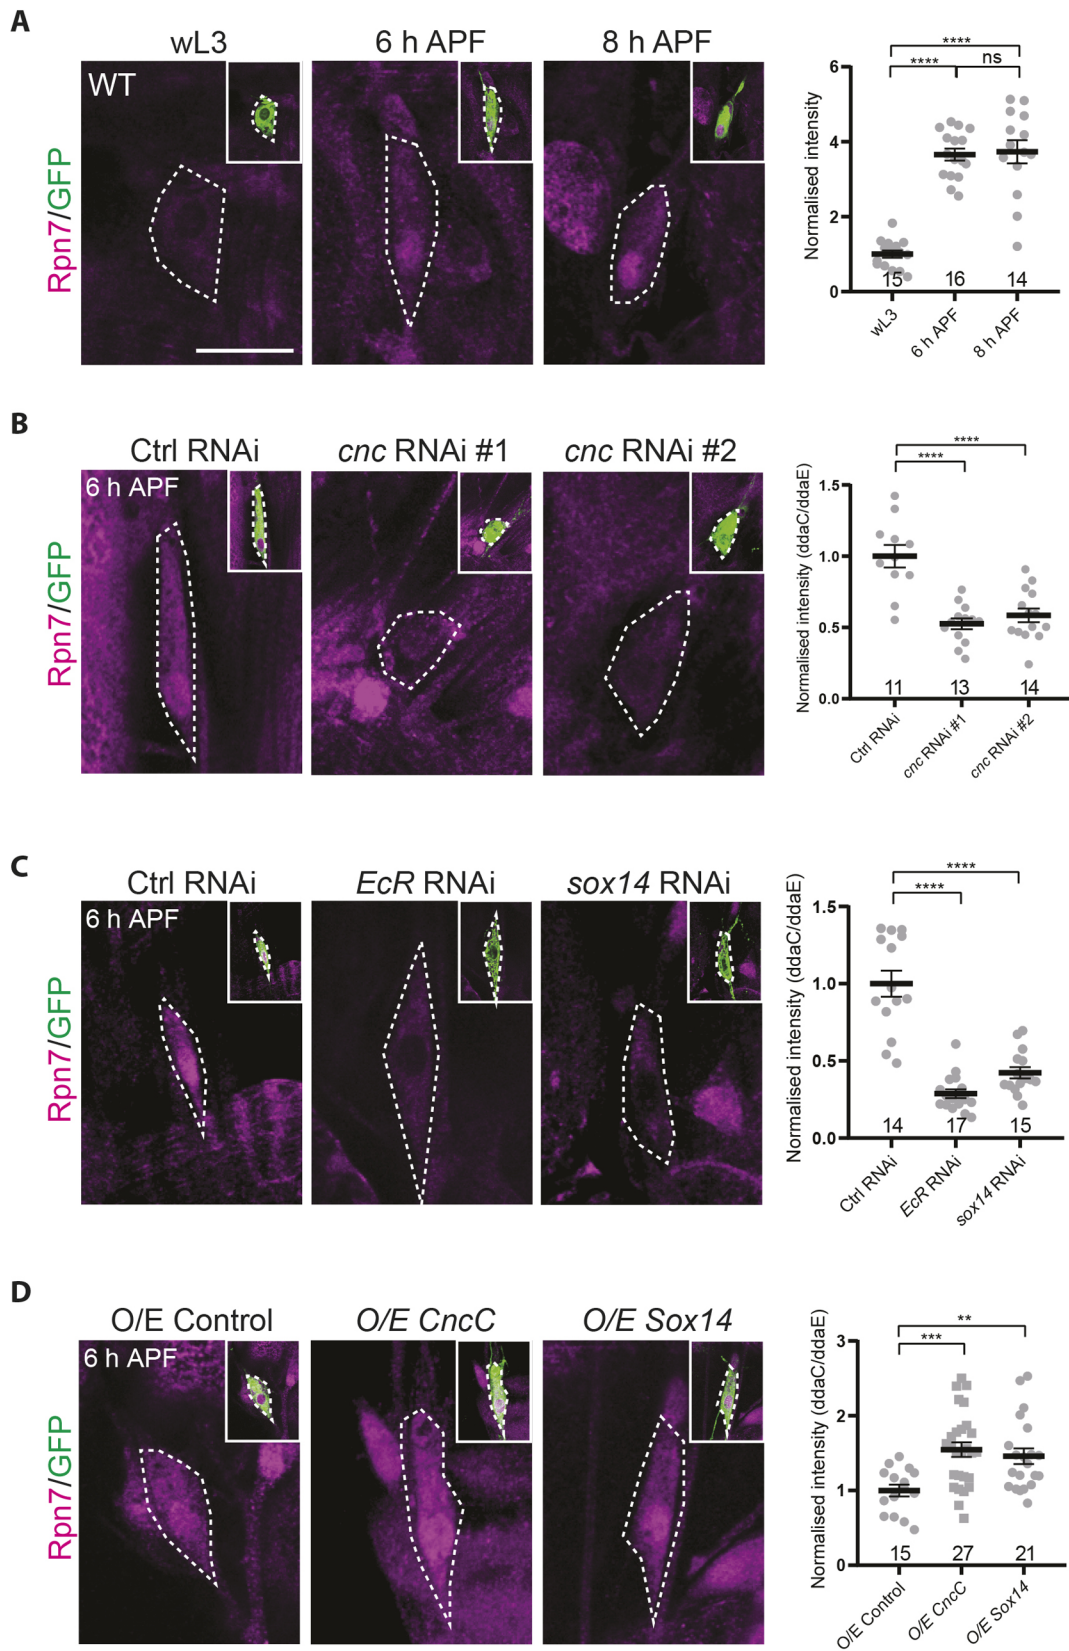 A
wL3
6 h APF
8 h APF
WT
Rpn7/GFP
Normalised intensity
6
4
2
0
****
****
ns
15
16
14
wL3
6 h APF
8 h APF
B
Ctrl RNAi
cnc RNAi #1
cnc RNAi #2
6 h APF
Rpn7/GFP
Normalised intensity (ddaC/ddaE)
1.5
1.0
0.5
0.0
****
****
11
13
14
Ctrl RNAi
cnc RNAi #1
cnc RNAi #2
C
Ctrl RNAi
EcR RNAi
sox14 RNAi
6 h APF
Rpn7/GFP
Normalised intensity (ddaC/ddaE)
1.5
1.0
0.5
0.0
****
****
14
17
15
Ctrl RNAi
EcR RNAi
sox14 RNAi
D
O/E Control
O/E CncC
O/E Sox14
6 h APF
Rpn7/GFP
Normalised intensity (ddaC/ddaE)
3
2
1
0
**
***
15
27
21
O/E Control
O/E CncC
O/E Sox14